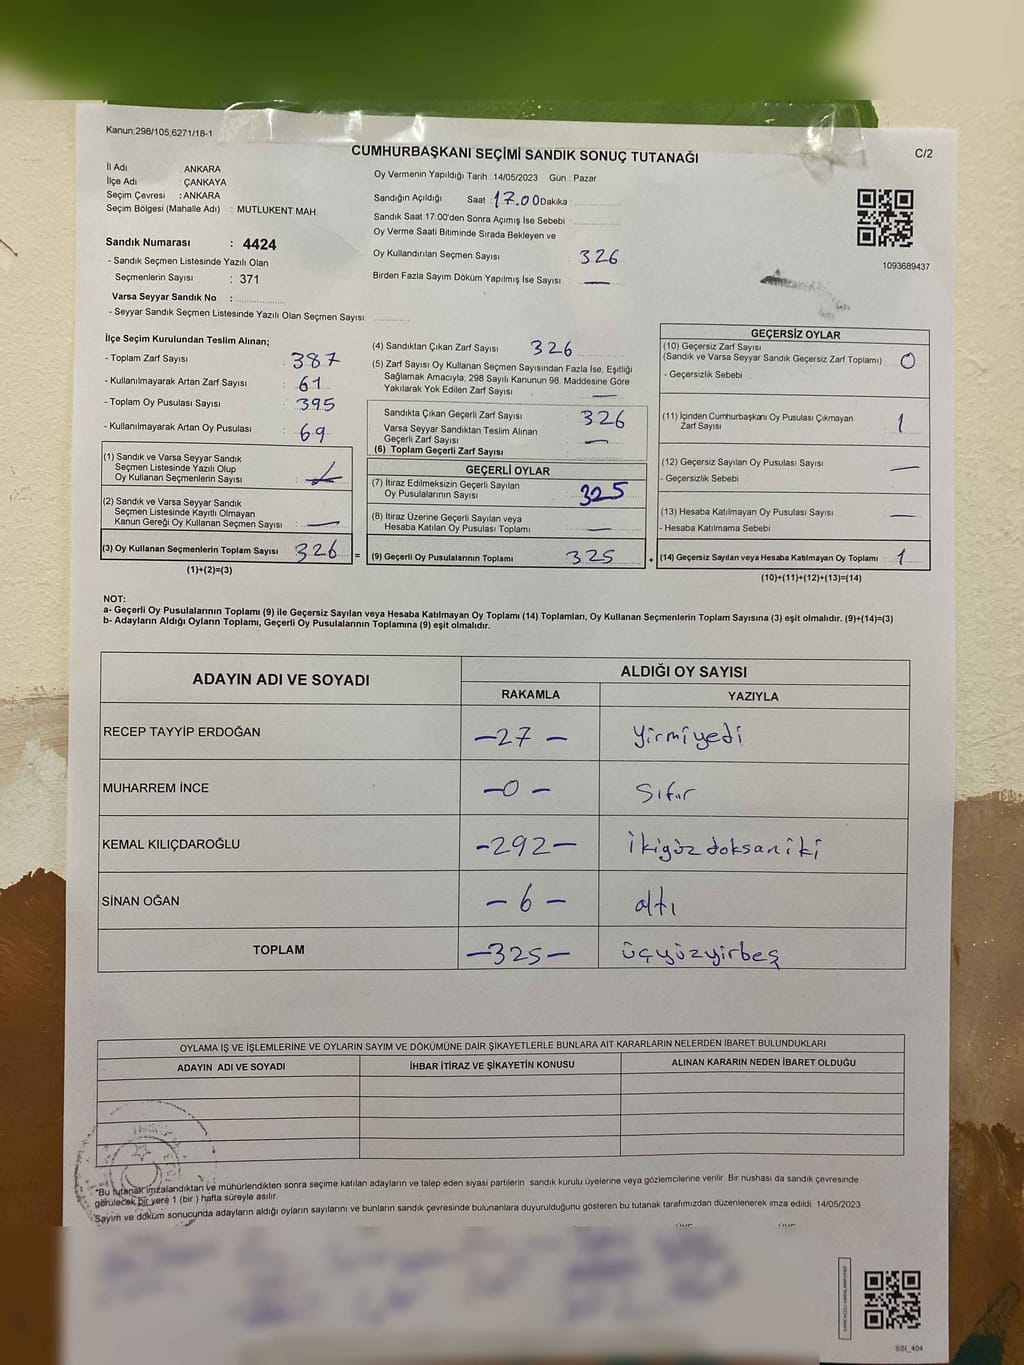 Kanun;298/105;6271/18-1
CUMHURBAŞKANI SEÇİMİ SANDIK SONUÇ TUTANAĞI
C/2
İl Adı : ANKARA
İlçe Adı : ÇANKAYA
Seçim Çevresi : ANKARA
Seçim Bölgesi (Mahalle Adı) : MUTLUKENT MAH.
Oy Vermenin Yapıldığı Tarih : 14/05/2023 Gün : Pazar
Sandığın Açıldığı Saat : 17.00 Dakika :
Sandık Saat 17:00'den Sonra Açımış İse Sebebi :
Oy Verme Saati Bitiminde Sırada Bekleyen ve
Oy Kullandırılan Seçmen Sayısı : 326
Birden Fazla Sayım Döküm Yapılmış İse Sayısı : —
1093689437
Sandık Numarası : 4424
- Sandık Seçmen Listesinde Yazılı Olan
Seçmenlerin Sayısı : 371
Varsa Seyyar Sandık No :
- Seyyar Sandık Seçmen Listesinde Yazılı Olan Seçmen Sayısı:
İlçe Seçim Kurulundan Teslim Alınan;
- Toplam Zarf Sayısı : 387
- Kullanılmayarak Artan Zarf Sayısı : 61
- Toplam Oy Pusulası Sayısı : 395
- Kullanılmayarak Artan Oy Pusulası : 69
(1) Sandık ve Varsa Seyyar Sandık
Seçmen Listesinde Yazılı Olup
Oy Kullanan Seçmenlerin Sayısı :
(2) Sandık ve Varsa Seyyar Sandık
Seçmen Listesinde Kayıtlı Olmayan
Kanun Gereği Oy Kullanan Seçmen Sayısı : —
(3) Oy Kullanan Seçmenlerin Toplam Sayısı : 326
(1)+(2)=(3)
=
(4) Sandıktan Çıkan Zarf Sayısı : 326
(5) Zarf Sayısı Oy Kullanan Seçmen Sayısından Fazla İse, Eşitliği
Sağlamak Amacıyla, 298 Sayılı Kanunun 98. Maddesine Göre
Yakılarak Yok Edilen Zarf Sayısı : —
Sandıkta Çıkan Geçerli Zarf Sayısı : 326
Varsa Seyyar Sandıktan Teslim Alınan
Geçerli Zarf Sayısı : —
(6) Toplam Geçerli Zarf Sayısı
GEÇERLİ OYLAR
(7) İtiraz Edilmeksizin Geçerli Sayılan
Oy Pusulalarının Sayısı : 325
(8) İtiraz Üzerine Geçerli Sayılan veya
Hesaba Katılan Oy Pusulası Toplamı : —
(9) Geçerli Oy Pusulalarının Toplamı : 325
+
GEÇERSİZ OYLAR
(10) Geçersiz Zarf Sayısı
(Sandık ve Varsa Seyyar Sandık Geçersiz Zarf Toplamı) : 0
- Geçersizlik Sebebi :
(11) İçinden Cumhurbaşkanı Oy Pusulası Çıkmayan
Zarf Sayısı : 1
(12) Geçersiz Sayılan Oy Pusulası Sayısı : —
- Geçersizlik Sebebi :
(13) Hesaba Katılmayan Oy Pusulası Sayısı : —
- Hesaba Katılmama Sebebi :
(14) Geçersiz Sayılan veya Hesaba Katılmayan Oy Toplamı : 1
(10)+(11)+(12)+(13)=(14)
NOT:
a- Geçerli Oy Pusulalarının Toplamı (9) ile Geçersiz Sayılan veya Hesaba Katılmayan Oy Toplamı (14) Toplamları, Oy Kullanan Seçmenlerin Toplam Sayısına (3) eşit olmalıdır. (9)+(14)=(3)
b- Adayların Aldığı Oyların Toplamı, Geçerli Oy Pusulalarının Toplamına (9) eşit olmalıdır.
ADAYIN ADI VE SOYADI
ALDIĞI OY SAYISI
RAKAMLA YAZIYLA
RECEP TAYYİP ERDOĞAN —27— yirmiyedi
MUHARREM İNCE —0— Sıfır
KEMAL KILIÇDAROĞLU —292— ikiyüzdoksaniki
SİNAN OĞAN —6— altı
TOPLAM —325— üçyüzyirbeş
OYLAMA İŞ VE İŞLEMLERİNE VE OYLARIN SAYIM VE DÖKÜMÜNE DAİR ŞİKAYETLERLE BUNLARA AİT KARARLARIN NELERDEN İBARET BULUNDUKLARI
ADAYIN ADI VE SOYADI İHBAR İTİRAZ VE ŞİKAYETİN KONUSU ALINAN KARARIN NEDEN İBARET OLDUĞU
*Bu tutanak imzalandıktan ve mühürlendikten sonra seçime katılan adayların ve talep eden siyasi partilerin sandık kurulu üyelerine veya gözlemcilerine verilir. Bir nüshası da sandık çevresinde
görülecek bir yere 1 (bir ) hafta süreyle asılır.
Sayım ve döküm sonucunda adayların aldığı oyların sayılarını ve bunların sandık çevresinde bulunanlara duyurulduğunu gösteren bu tutanak tarafımızdan düzenlenerek imza edildi. 14/05/2023
SSI_404